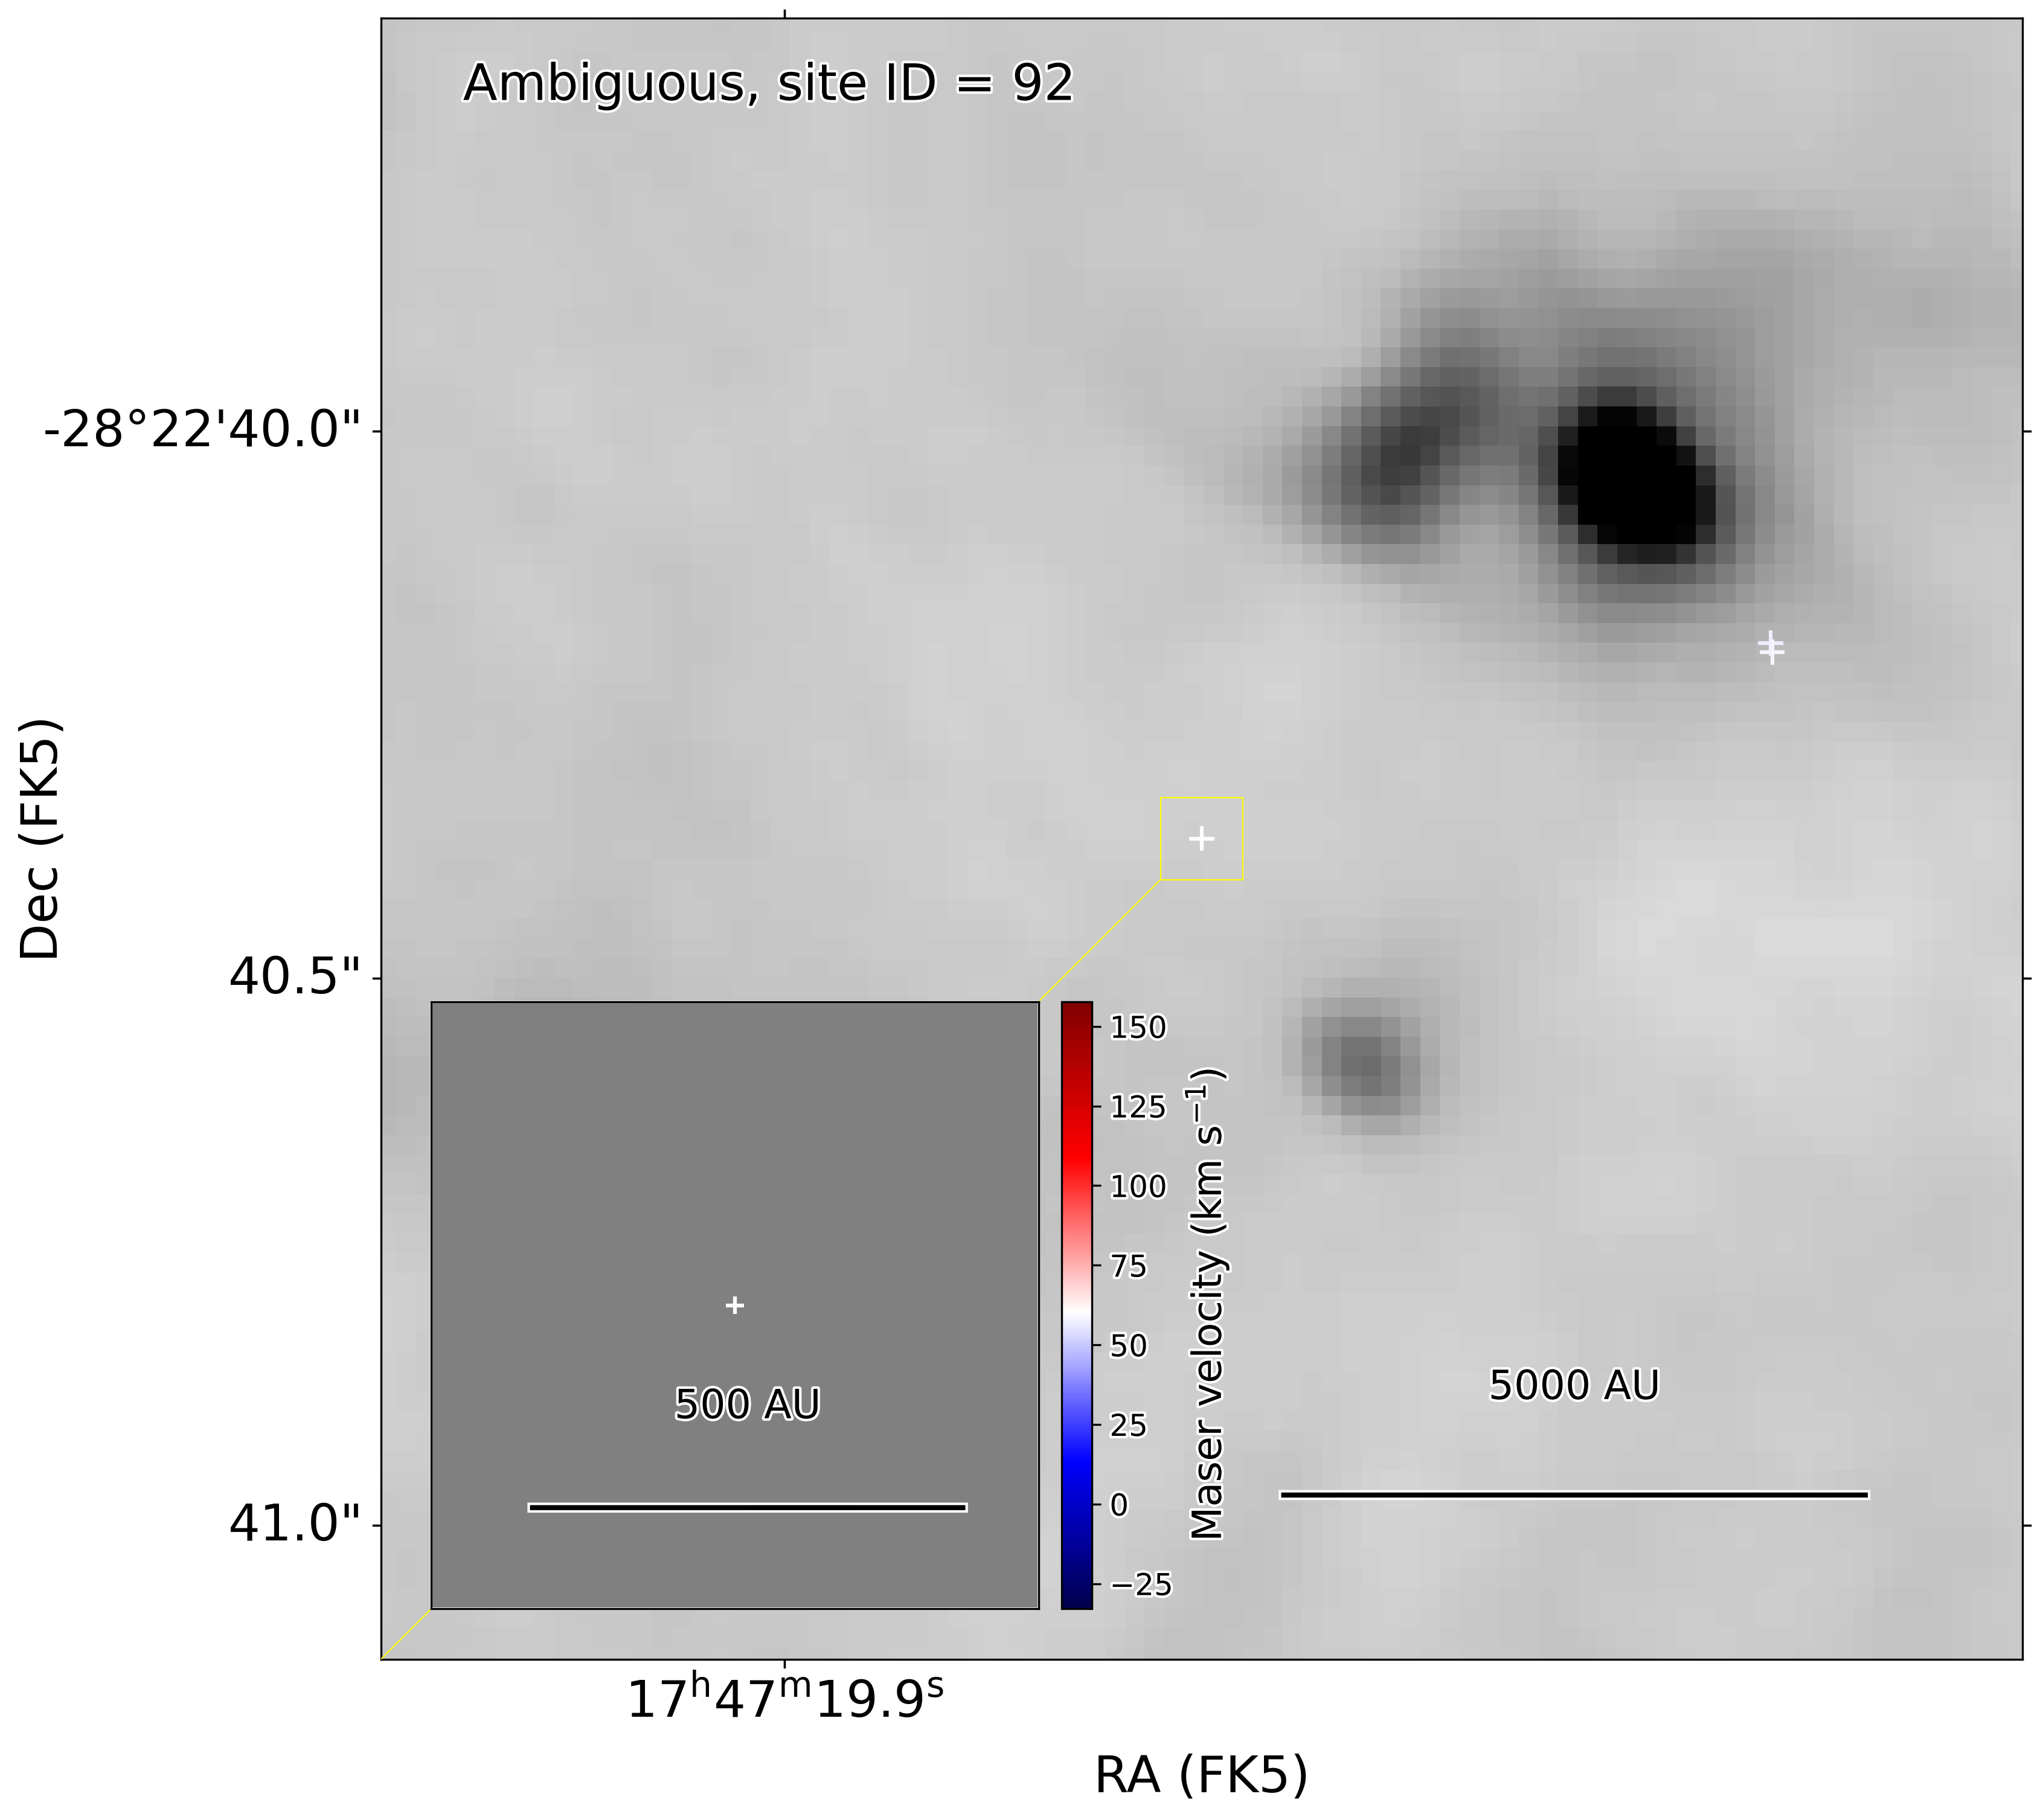 Ambiguous, site ID = 92
-28°22'40.0"
40.5"
41.0"
Dec (FK5)
150
125
100
75
50
25
0
−25
Maser velocity (km s⁻¹)
500 AU
5000 AU
17ʰ47ᵐ19.9ˢ
RA (FK5)